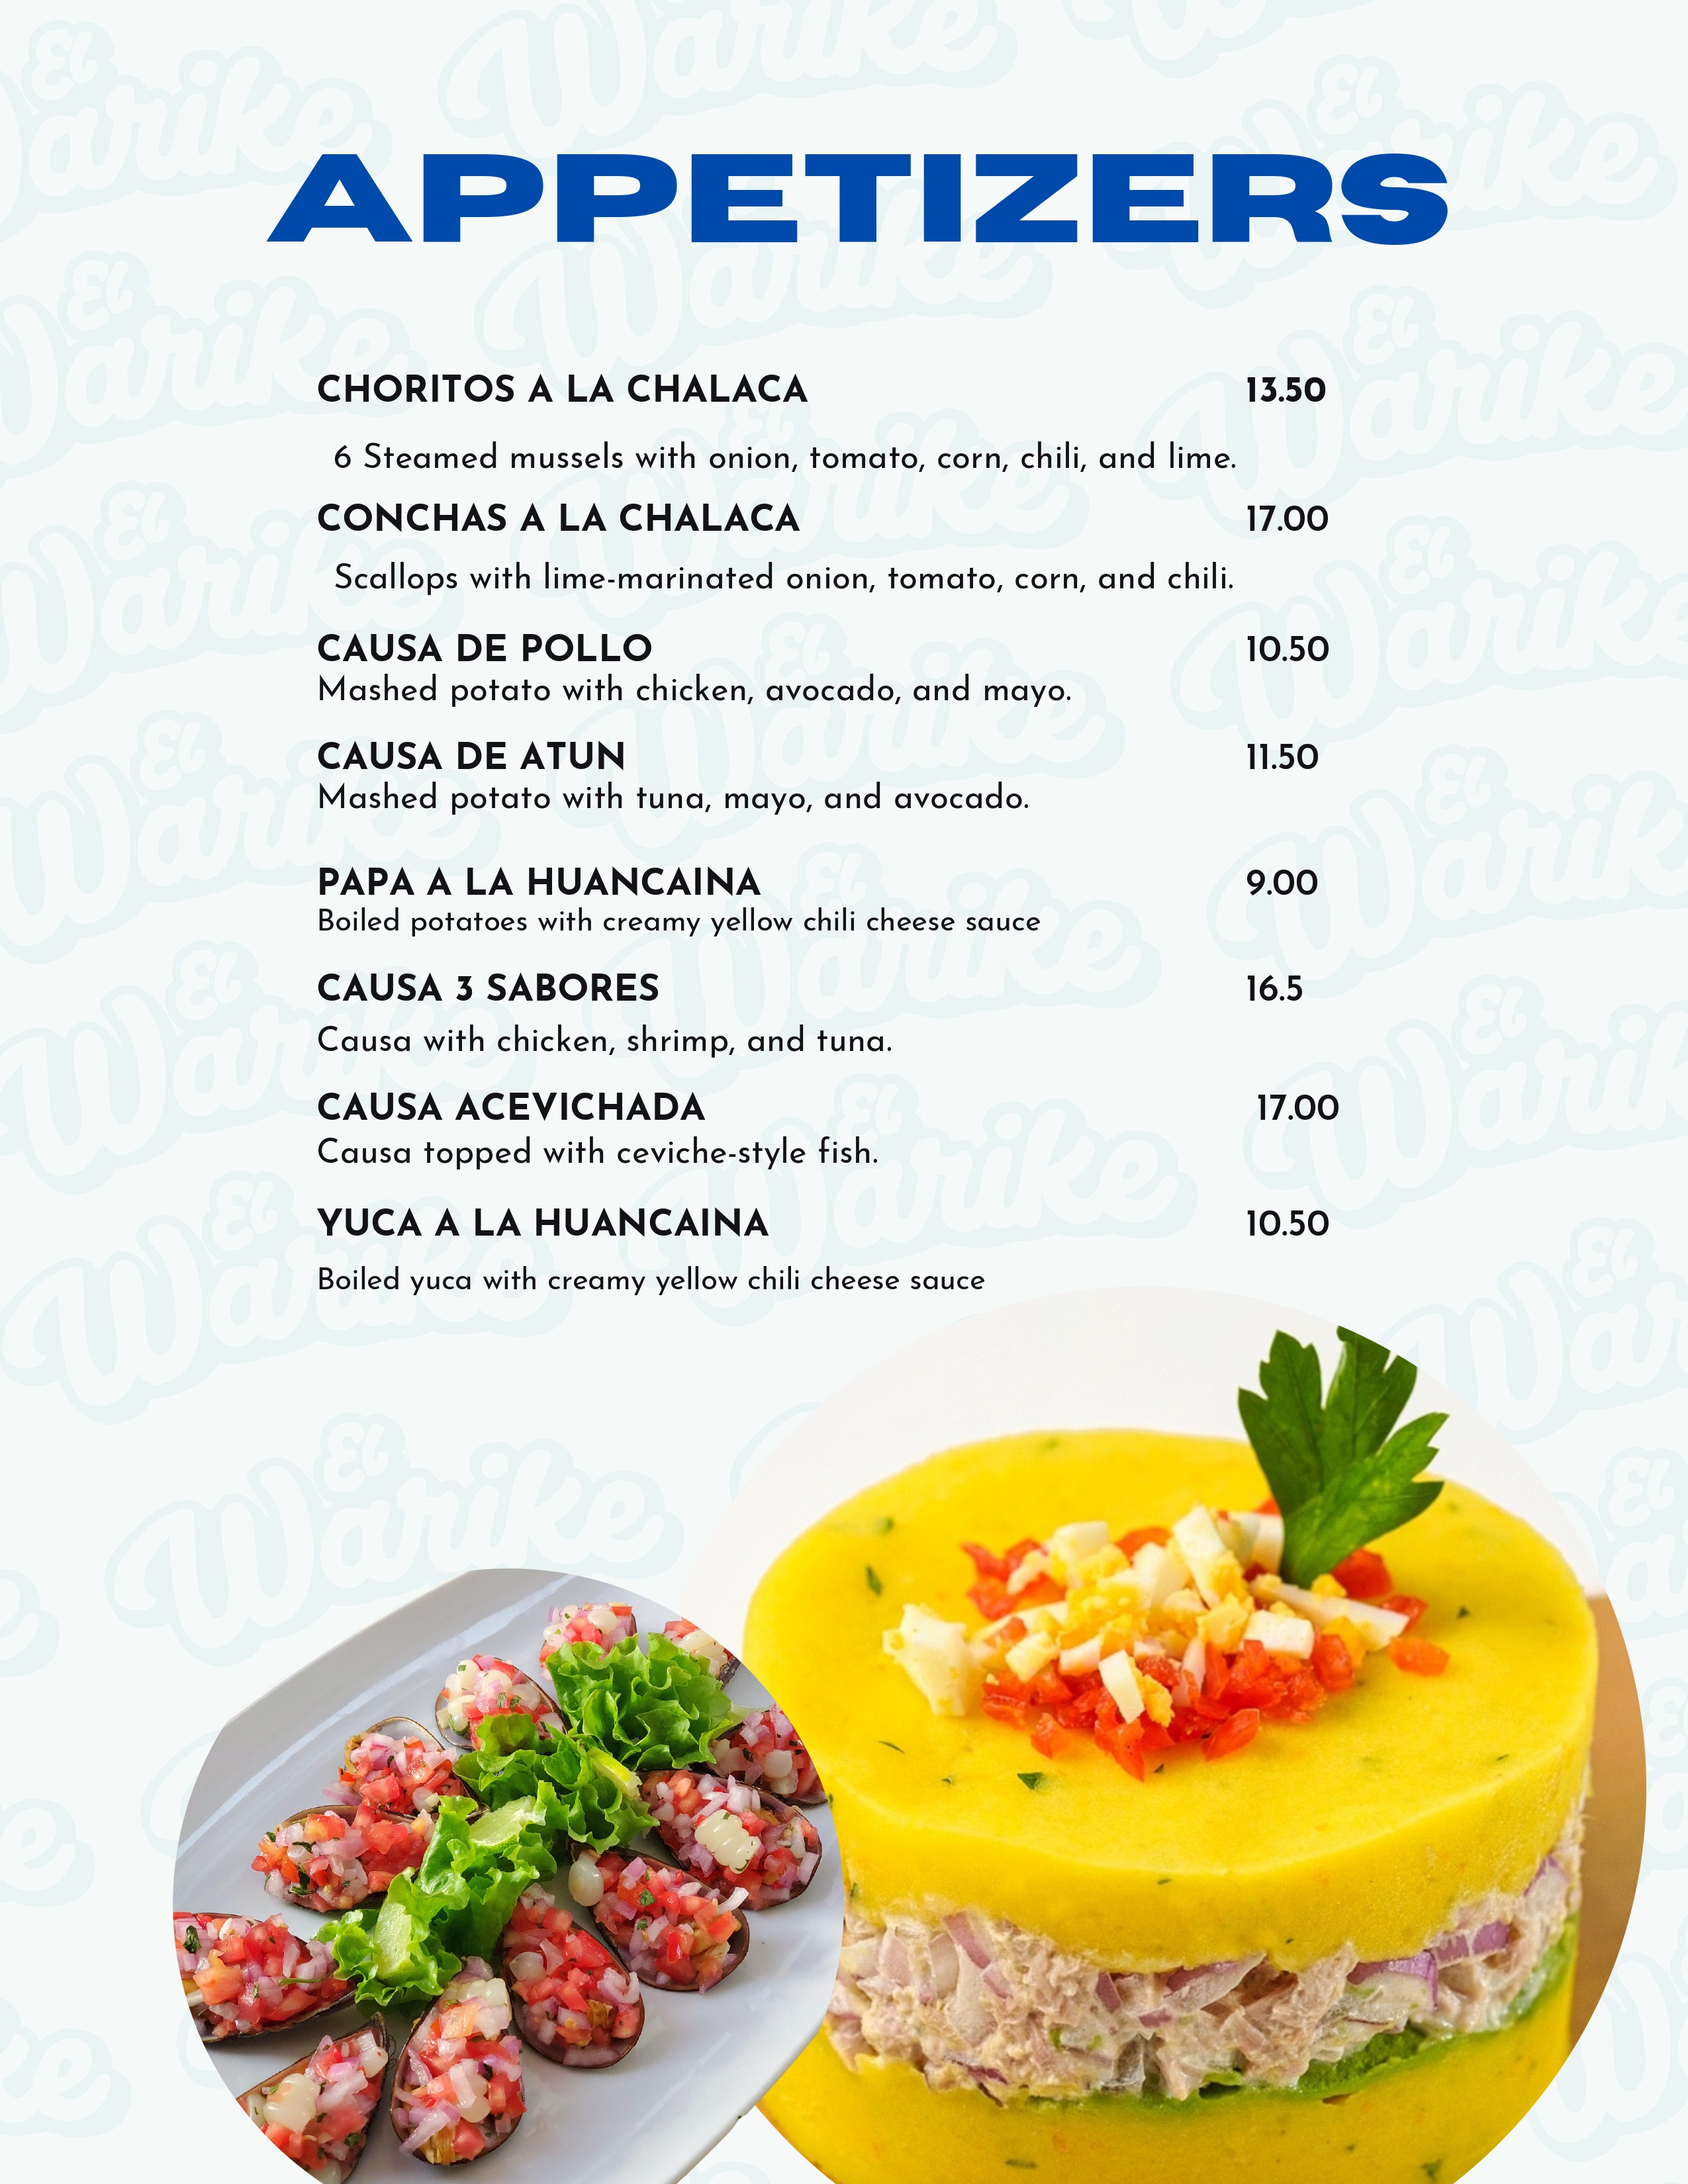 APPETIZERS
CHORITOS A LA CHALACA 13.50
6 Steamed mussels with onion, tomato, corn, chili, and lime.
CONCHAS A LA CHALACA 17.00
Scallops with lime-marinated onion, tomato, corn, and chili.
CAUSA DE POLLO 10.50
Mashed potato with chicken, avocado, and mayo.
CAUSA DE ATUN 11.50
Mashed potato with tuna, mayo, and avocado.
PAPA A LA HUANCAINA 9.00
Boiled potatoes with creamy yellow chili cheese sauce
CAUSA 3 SABORES 16.5
Causa with chicken, shrimp, and tuna.
CAUSA ACEVICHADA 17.00
Causa topped with ceviche-style fish.
YUCA A LA HUANCAINA 10.50
Boiled yuca with creamy yellow chili cheese sauce
El Warike